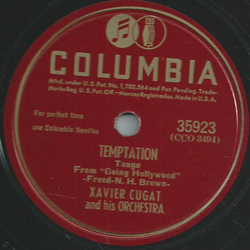 COLUMBIA
Mfd. under U.S. Pat. No. 1,702,564 and Pat. Pending. Trade-
Marks Reg. U.S. Pat. Off.-Marcas Registradas. Made in U.S.A.
For perfect tone
use Columbia Needles
35923
(CCO 3494)
TEMPTATION
Tango
From "Going Hollywood"
-Freed-N. H. Brown-
XAVIER CUGAT
and his ORCHESTRA